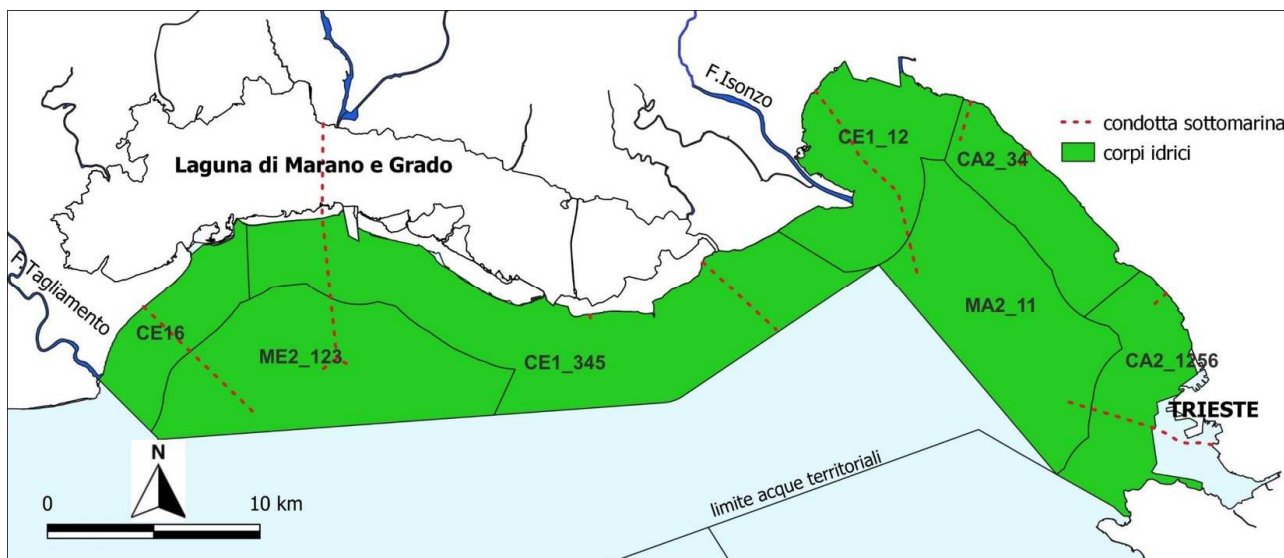 F.Isonzo
CE1_12
condotta sottomarina
CA2_34
corpi idrici
Laguna di Marano e Grado
F.Tagliamento
MA2_11
CE16
ME2_123
CE1_345
CA2_1256
TRIESTE
N
limite acque territoriali
0 10 km